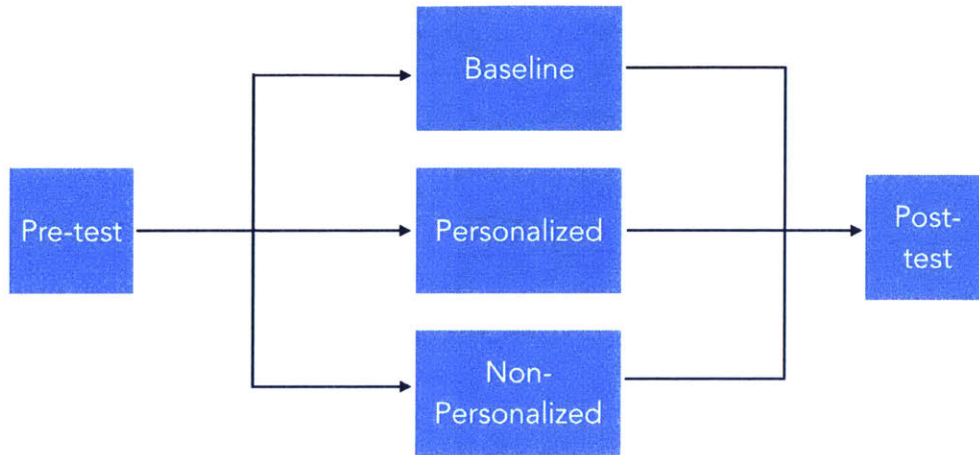 Baseline
Pre-test
Personalized
Post-
test
Non-
Personalized